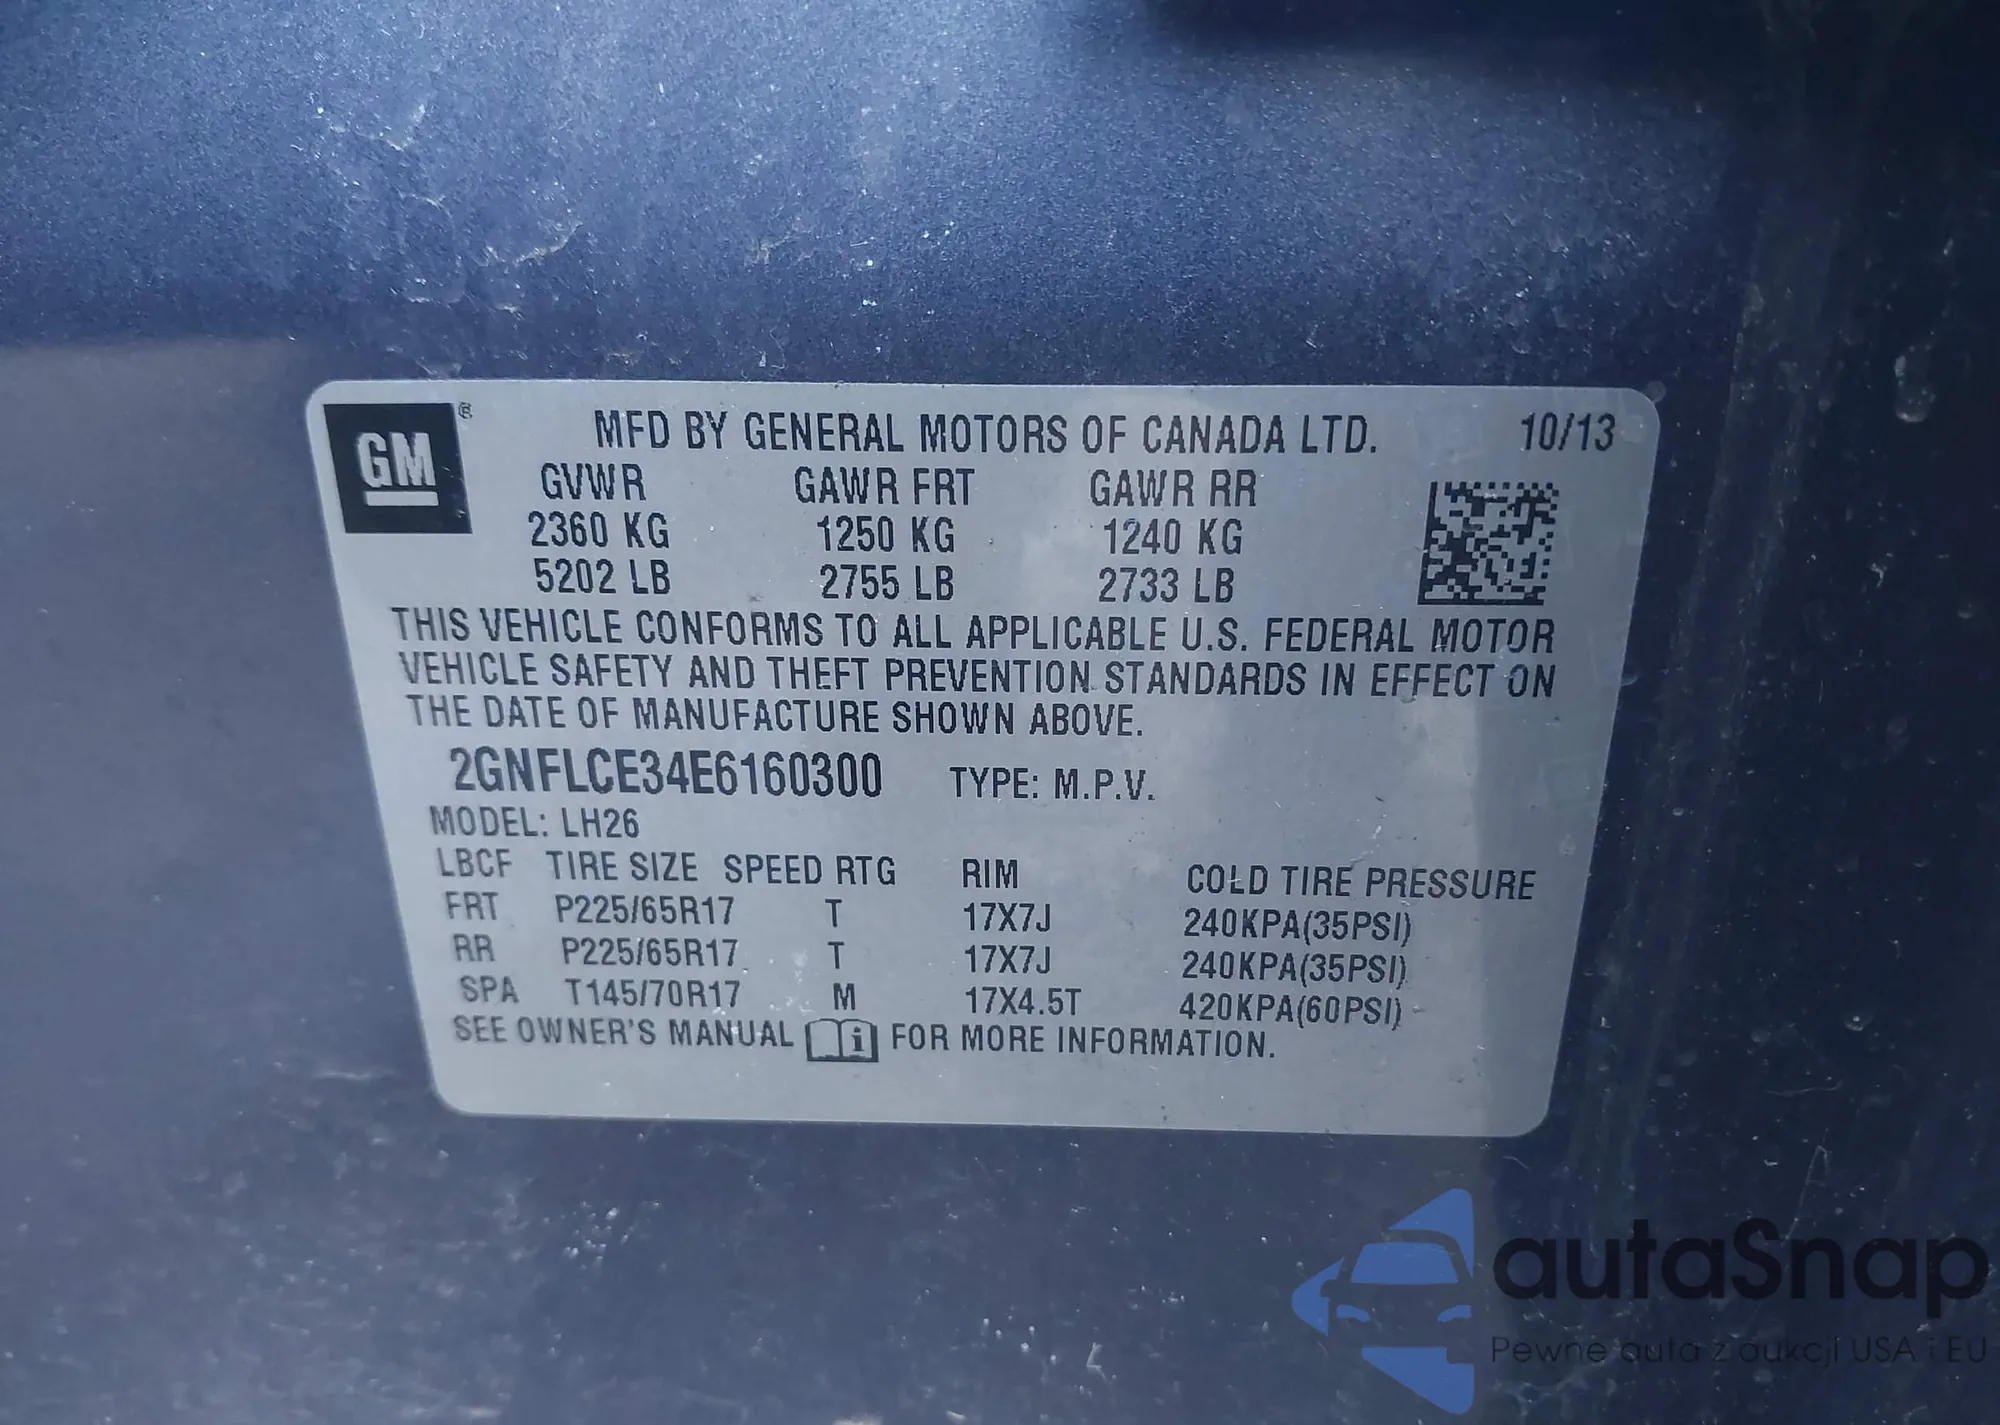 GM ®
MFD BY GENERAL MOTORS OF CANADA LTD. 10/13
GVWR GAWR FRT GAWR RR
2360 KG 1250 KG 1240 KG
5202 LB 2755 LB 2733 LB
THIS VEHICLE CONFORMS TO ALL APPLICABLE U.S. FEDERAL MOTOR
VEHICLE SAFETY AND THEFT PREVENTION STANDARDS IN EFFECT ON
THE DATE OF MANUFACTURE SHOWN ABOVE.
2GNFLCE34E6160300 TYPE: M.P.V.
MODEL: LH26
LBCF TIRE SIZE SPEED RTG RIM COLD TIRE PRESSURE
FRT P225/65R17 T 17X7J 240KPA(35PSI)
RR P225/65R17 T 17X7J 240KPA(35PSI)
SPA T145/70R17 M 17X4.5T 420KPA(60PSI)
SEE OWNER'S MANUAL i FOR MORE INFORMATION.
autaSnap
Pewne auta z aukcji USA i EU